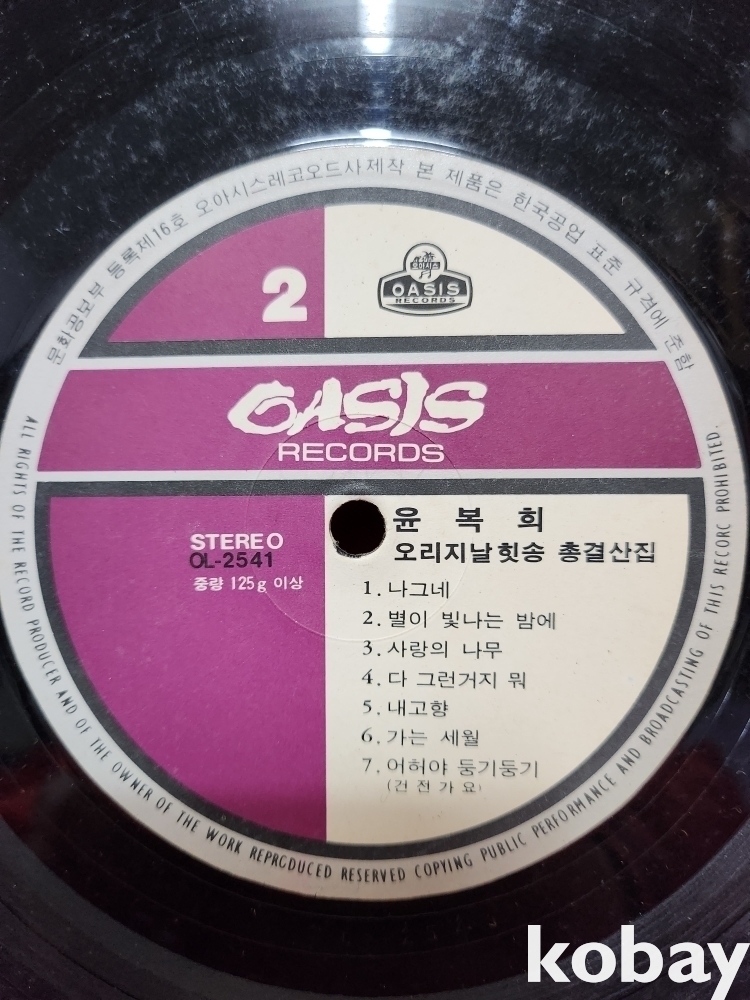 문화공보부 등록제16호 오아시스레코오드사제작 본 제품은 한국공업 표준 규격에 준함
2
오아시스
OASIS
RECORDS
OASIS
RECORDS
STEREO
OL-2541
중량 125g 이상
윤 복 희
오리지날힛송 총결산집
1. 나그네
2. 별이 빛나는 밤에
3. 사랑의 나무
4. 다 그런거지 뭐
5. 내고향
6. 가는 세월
7. 어허야 둥기둥기
(건전가요)
ALL RIGHTS OF THE RECORD PRODUCER AND OF THE OWNER OF THE WORK REPRCDUCED RESERVED COPYING PUBLIC PERFORMANCE AND BROADCASTING OF THIS RECORC PROHIBITED.
kobay